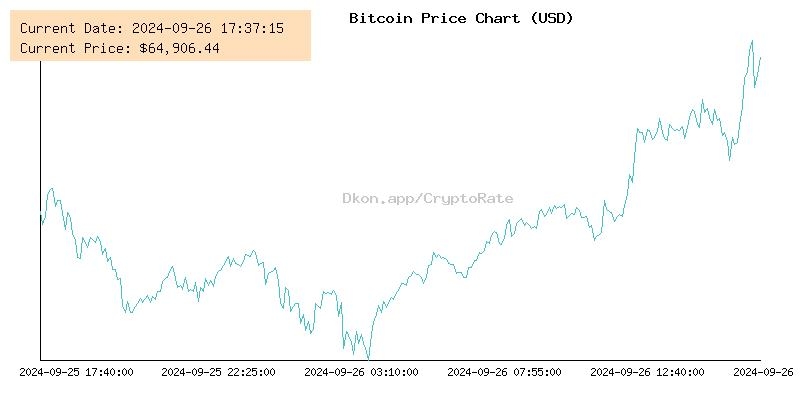 Bitcoin Price Chart (USD)
Current Date: 2024-09-26 17:37:15
Current Price: $64,906.44
Dkon.app/CryptoRate
2024-09-25 17:40:00 2024-09-25 22:25:00 2024-09-26 03:10:00 2024-09-26 07:55:00 2024-09-26 12:40:00 2024-09-26